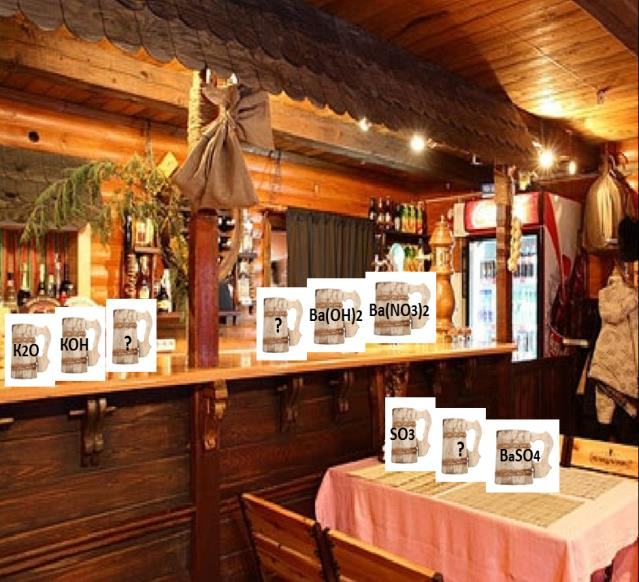 K2O
KOH
?
?
Ba(OH)2
Ba(NO3)2
SO3
?
BaSO4